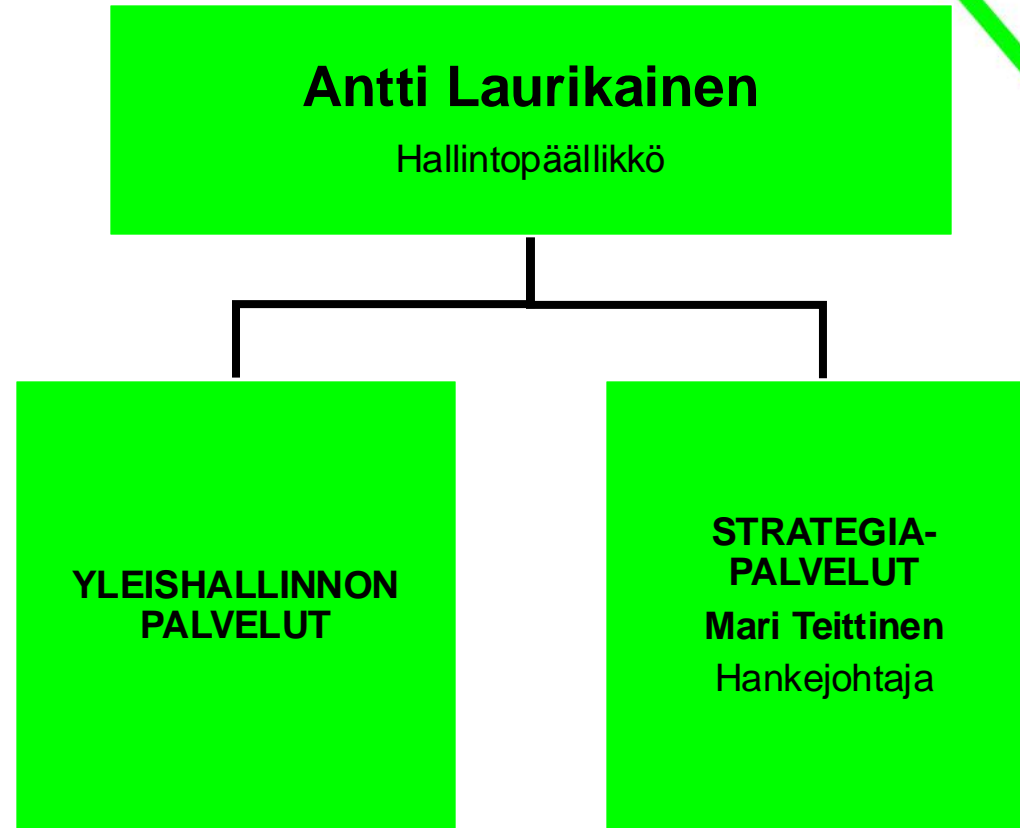 Antti Laurikainen
Hallintopäällikkö
YLEISHALLINNON
PALVELUT
STRATEGIA-
PALVELUT
Mari Teittinen
Hankejohtaja